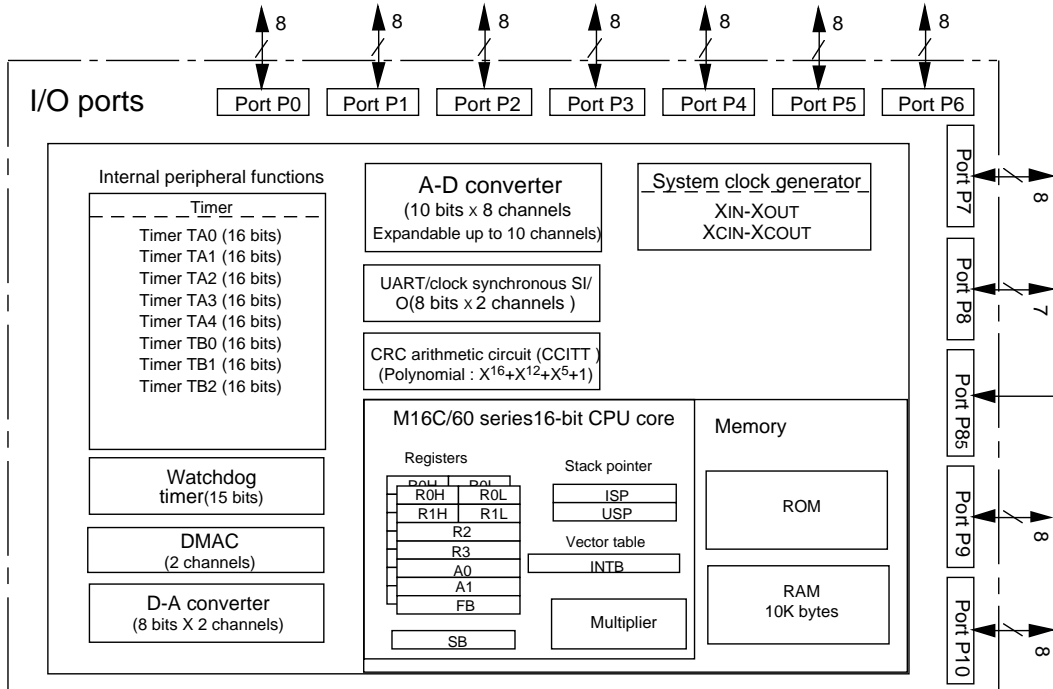 8 8 8 8 8 8 8
I/O ports
Port P0 Port P1 Port P2 Port P3 Port P4 Port P5 Port P6
Internal peripheral functions
Timer
Timer TA0 (16 bits)
Timer TA1 (16 bits)
Timer TA2 (16 bits)
Timer TA3 (16 bits)
Timer TA4 (16 bits)
Timer TB0 (16 bits)
Timer TB1 (16 bits)
Timer TB2 (16 bits)
Watchdog
timer(15 bits)
DMAC
(2 channels)
D-A converter
(8 bits X 2 channels)
A-D converter
(10 bits x 8 channels
Expandable up to 10 channels)
UART/clock synchronous SI/
O(8 bits x 2 channels )
CRC arithmetic circuit (CCITT )
(Polynomial : X¹⁶+X¹²+X⁵+1)
System clock generator
XIN-XOUT
XCIN-XCOUT
M16C/60 series16-bit CPU core
Registers
R0H R0L
R0H R0L
R1H R1L
R2
R3
A0
A1
FB
SB
Stack pointer
ISP
USP
Vector table
INTB
Multiplier
Memory
ROM
RAM
10K bytes
Port P7
8
Port P8
7
Port P85
Port P9
8
Port P10
8